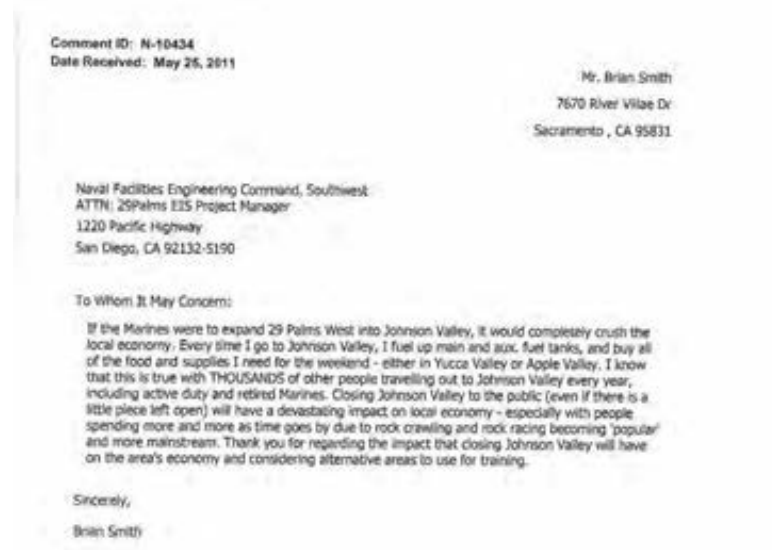 Comment ID: N-10434
Date Received: May 25, 2011
Mr. Brian Smith
7670 River Villae Dr
Sacramento , CA 95831
Naval Facilities Engineering Command, Southwest
ATTN: 29Palms EIS Project Manager
1220 Pacific Highway
San Diego, CA 92132-5190
To Whom It May Concern:
If the Marines were to expand 29 Palms West into Johnson Valley, it would completely crush the
local economy. Every time I go to Johnson Valley, I fuel up main and aux. fuel tanks, and buy all
of the food and supplies I need for the weekend - either in Yucca Valley or Apple Valley. I know
that this is true with THOUSANDS of other people travelling out to Johnson Valley every year,
including active duty and retired Marines. Closing Johnson Valley to the public (even if there is a
little piece left open) will have a devastating impact on local economy - especially with people
spending more and more as time goes by due to rock crawling and rock racing becoming 'popular'
and more mainstream. Thank you for regarding the impact that closing Johnson Valley will have
on the area's economy and considering alternative areas to use for training.
Sincerely,
Brian Smith